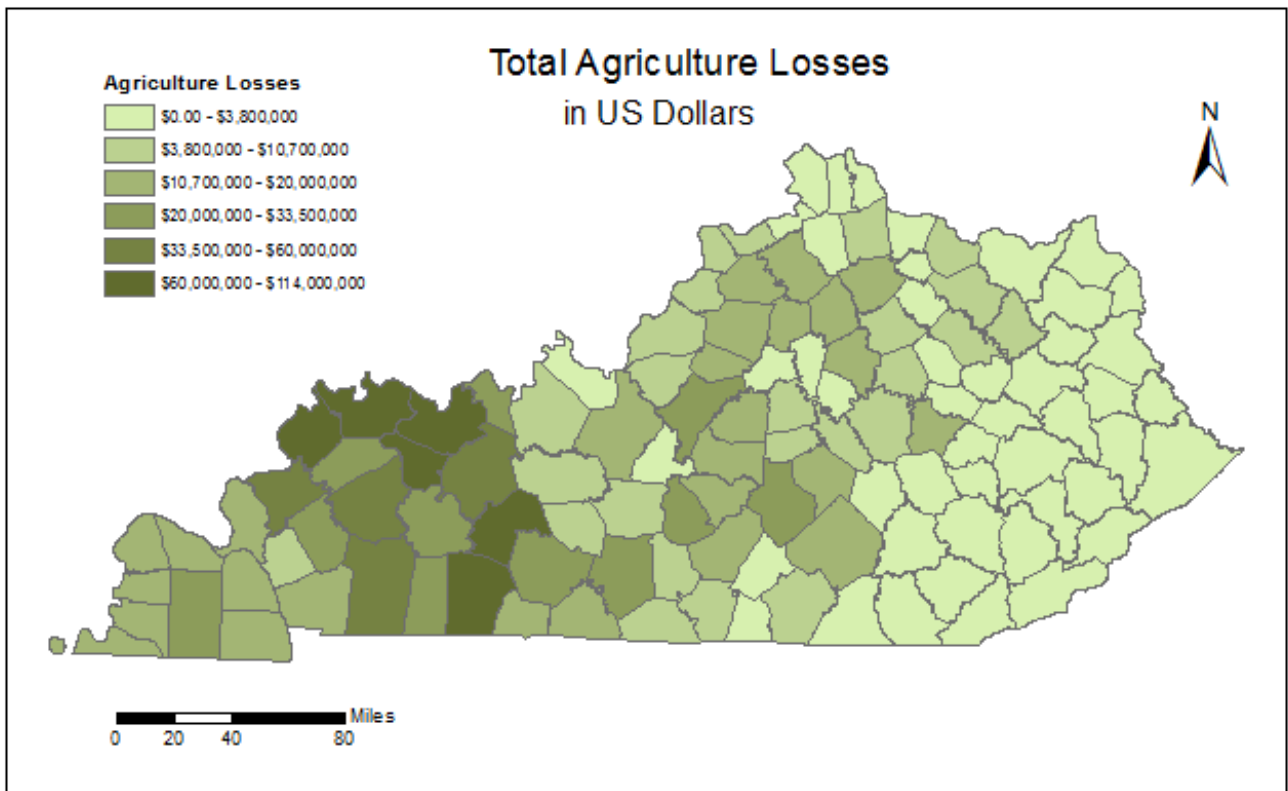 Total Agriculture Losses
in US Dollars
Agriculture Losses
$0.00 - $3,800,000
$3,800,000 - $10,700,000
$10,700,000 - $20,000,000
$20,000,000 - $33,500,000
$33,500,000 - $60,000,000
$60,000,000 - $114,000,000
N
Miles
0 20 40 80